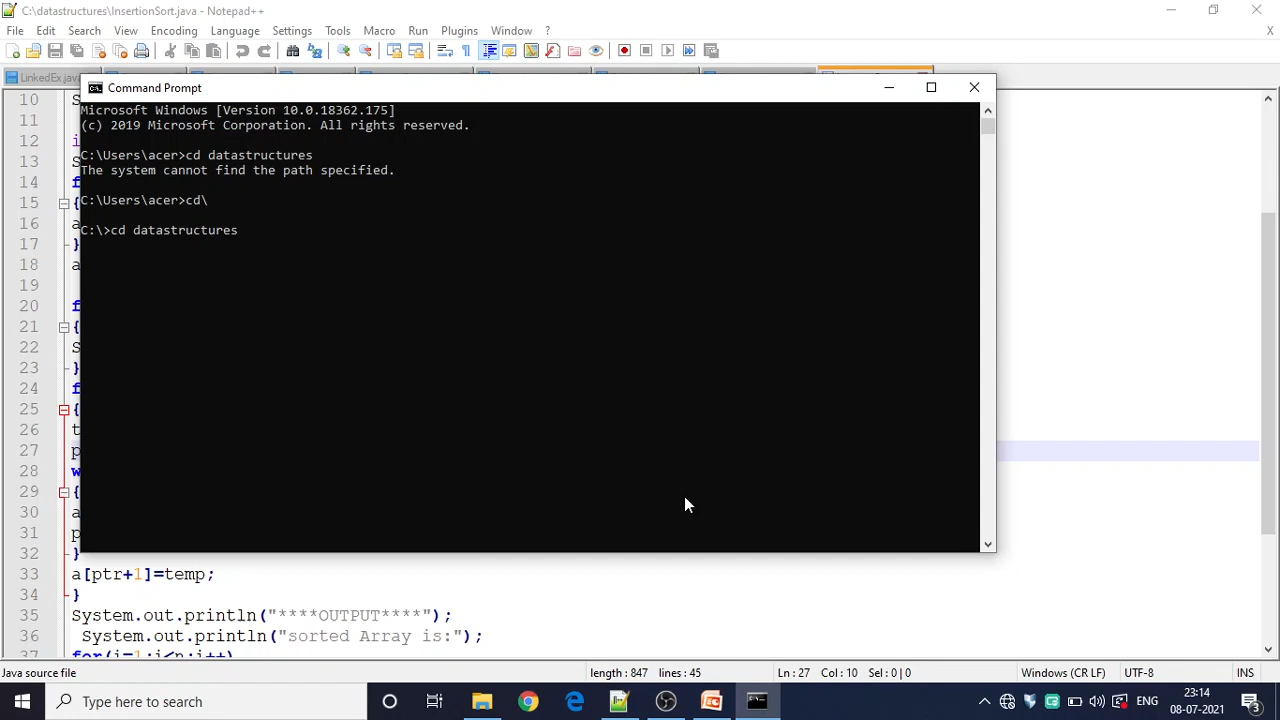 C:\datastructures\InsertionSort.java - Notepad++
File Edit Search View Encoding Language Settings Tools Macro Run Plugins Window ? X
LinkedEx.java
Command Prompt
Microsoft Windows [Version 10.0.18362.175]
(c) 2019 Microsoft Corporation. All rights reserved.
C:\Users\acer>cd datastructures
The system cannot find the path specified.
C:\Users\acer>cd\
C:\>cd datastructures
10 S
11
12 i
13 S
14 f
15 {
16 a
17 }
18 a
19
20 f
21 {
22 S
23 }
24 f
25 {
26 t
27 p
28 w
29 {
30 a
31 p
32 }
33 a[ptr+1]=temp;
34 }
35 System.out.println("****OUTPUT****");
36 System.out.println("sorted Array is:");
37 for(i=1;i<n;i++)
Java source file length : 847 lines : 45 Ln : 27 Col : 10 Sel : 0 | 0 Windows (CR LF) UTF-8 INS
Type here to search
ENG
23:14
08-07-2021
3